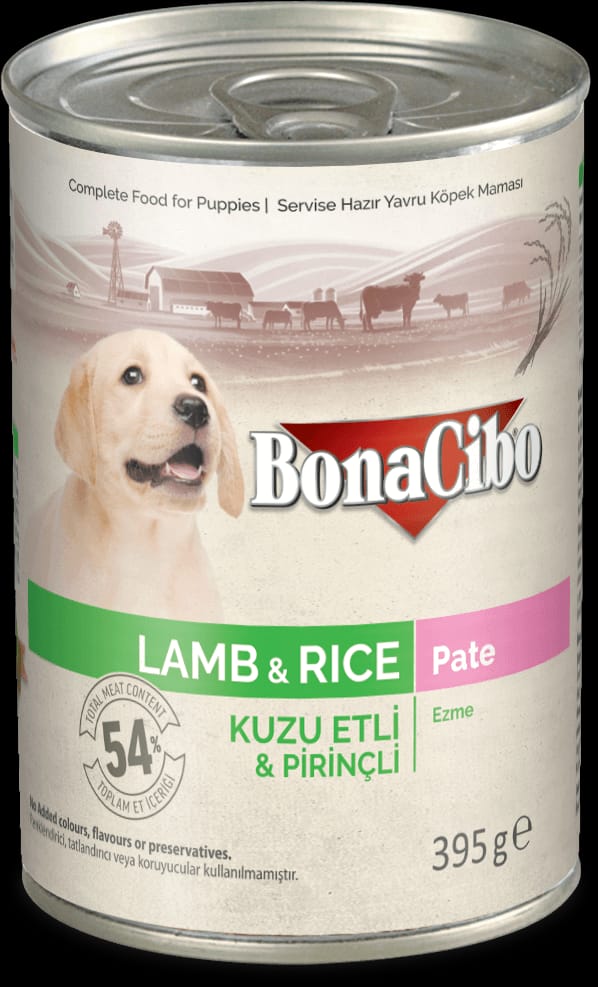 Complete Food for Puppies | Servise Hazır Yavru Köpek Maması
BonaCibo
LAMB & RICE
Pate
KUZU ETLİ
& PİRİNÇLİ
Ezme
TOTAL MEAT CONTENT
54%
TOPLAM ET İÇERİĞİ
No Added colours, flavours or preservatives.
Renklendirici, tatlandırıcı veya koruyucular kullanılmamıştır.
395 g e